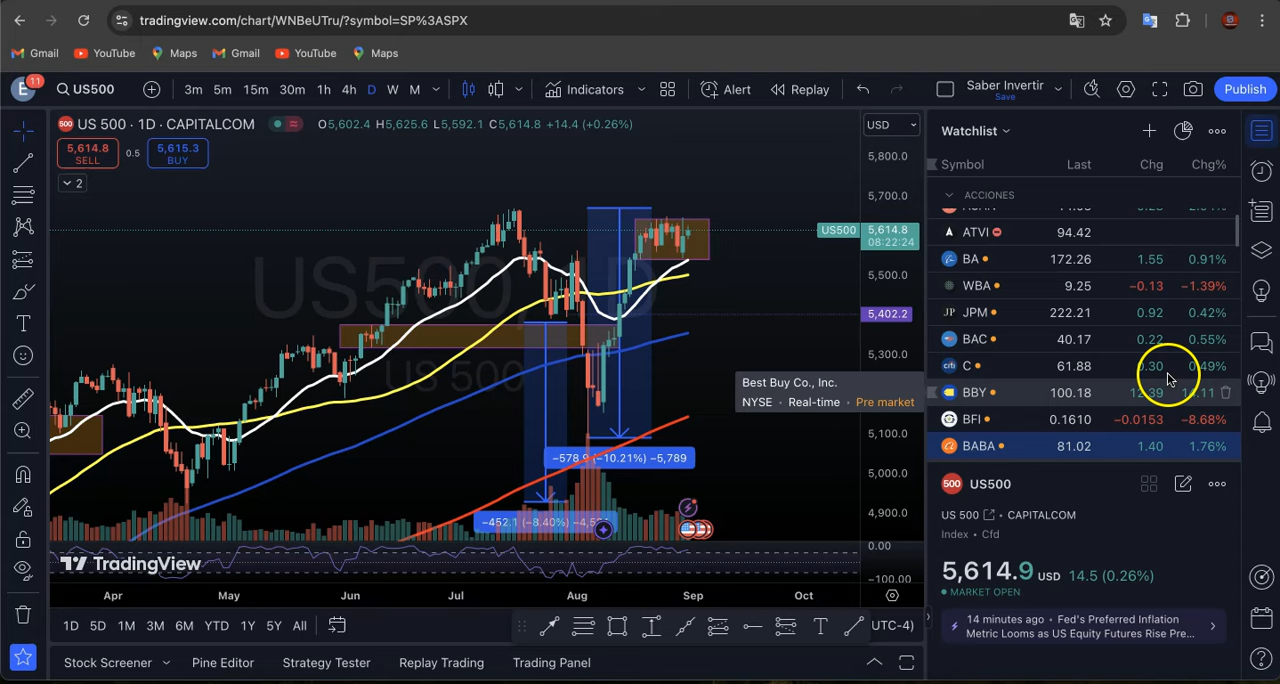 tradingview.com/chart/WNBeUTru/?symbol=SP%3ASPX
Gmail YouTube Maps Gmail YouTube Maps
E 11 US500 3m 5m 15m 30m 1h 4h D W M Indicators Alert Replay Saber Invertir Save Publish
500 US 500 · 1D · CAPITALCOM O5,602.4 H5,625.6 L5,592.1 C5,614.8 +14.4 (+0.26%) USD
5,614.8 SELL 0.5 5,615.3 BUY
2
5,800.0
5,700.0
US500 5,614.8
08:22:24
5,500.0
5,402.2
5,300.0
5,100.0
5,000.0
4,900.0
0.00
−100.00
US500, 1D
US 500
Best Buy Co., Inc.
NYSE • Real-time • Pre market
(−10.21%) −5,789
−452.1 (−8.40%)
TradingView
Apr May Jun Jul Aug Sep Oct
1D 5D 1M 3M 6M YTD 1Y 5Y All T UTC-4)
Stock Screener Pine Editor Strategy Tester Replay Trading Trading Panel
Watchlist
Symbol Last Chg Chg%
ACCIONES
ATVI 94.42
BA 172.26 1.55 0.91%
WBA 9.25 −0.13 −1.39%
JPM 222.21 0.92 0.42%
BAC 40.17 0.22 0.55%
citi C 61.88 0.30 0.49%
BBY 100.18 12.39
BFI 0.1610 −0.0153 −8.68%
BABA 81.02 1.40 1.76%
500 US500
US 500 • CAPITALCOM
Index • Cfd
5,614.9 USD 14.5 (0.26%)
MARKET OPEN
14 minutes ago • Fed's Preferred Inflation
Metric Looms as US Equity Futures Rise Pre...